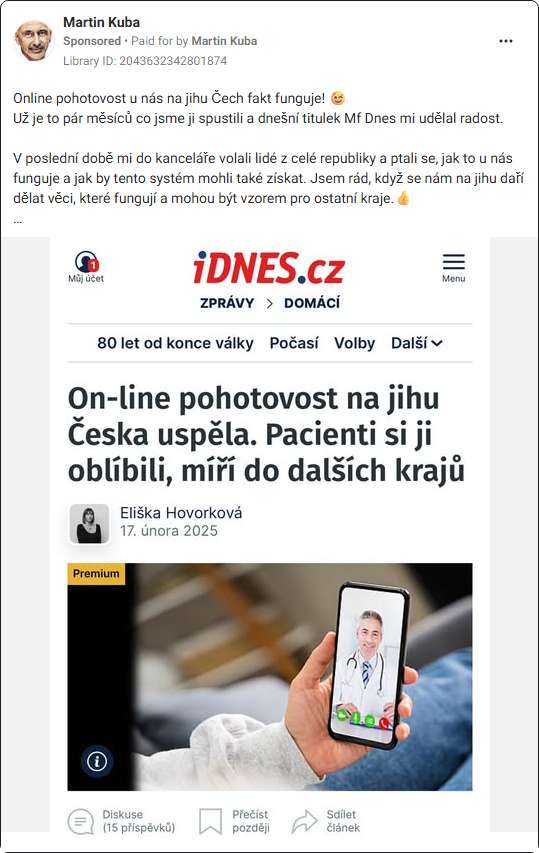 Martin Kuba
Sponsored • Paid for by Martin Kuba
Library ID: 2043632342801874
Online pohotovost u nás na jihu Čech fakt funguje! 😉
Už je to pár měsíců co jsme ji spustili a dnešní titulek Mf Dnes mi udělal radost.
V poslední době mi do kanceláře volali lidé z celé republiky a ptali se, jak to u nás
funguje a jak by tento systém mohli také získat. Jsem rád, když se nám na jihu daří
dělat věci, které fungují a mohou být vzorem pro ostatní kraje.👍
...
1
Můj účet
iDNES.cz
Menu
ZPRÁVY > DOMÁCÍ
80 let od konce války Počasí Volby Další
On-line pohotovost na jihu
Česka uspěla. Pacienti si ji
oblíbili, míří do dalších krajů
Eliška Hovorková
17. února 2025
Premium
Diskuse
(15 příspěvků)
Přečíst
později
Sdílet
článek